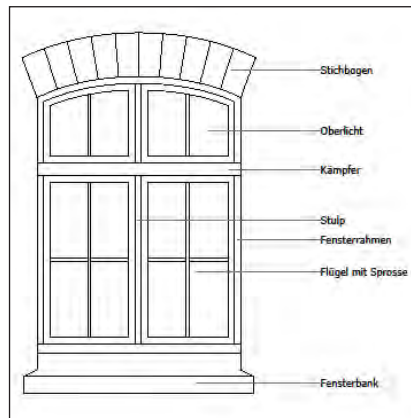 Stichbogen
Oberlicht
Kämpfer
Stulp
Fensterrahmen
Flügel mit Sprosse
Fensterbank